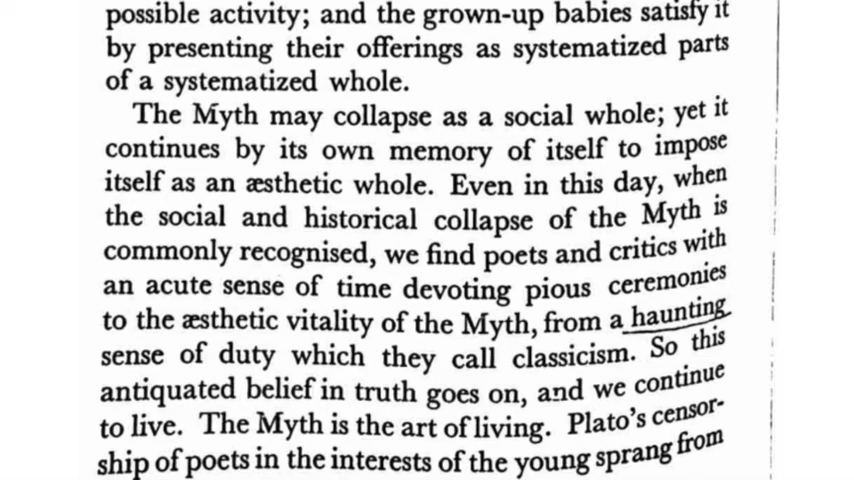 possible activity; and the grown-up babies satisfy it
by presenting their offerings as systematized parts
of a systematized whole.
The Myth may collapse as a social whole; yet it
continues by its own memory of itself to impose
itself as an æsthetic whole. Even in this day, when
the social and historical collapse of the Myth is
commonly recognised, we find poets and critics with
an acute sense of time devoting pious ceremonies
to the æsthetic vitality of the Myth, from a haunting
sense of duty which they call classicism. So this
antiquated belief in truth goes on, and we continue
to live. The Myth is the art of living. Plato's censor-
ship of poets in the interests of the young sprang from